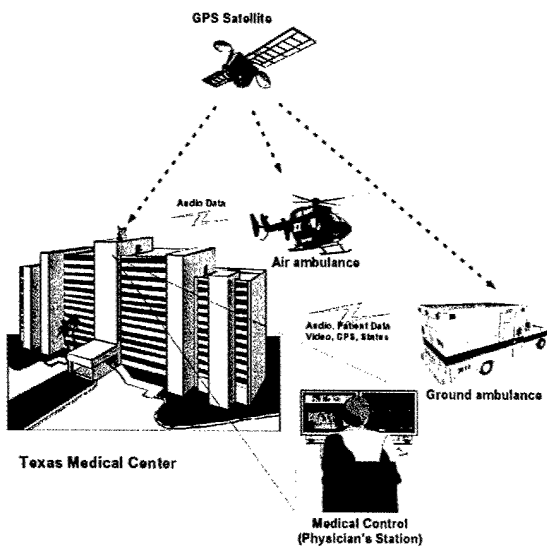 GPS Satellite
Audio Data
Air ambulance
Audio, Patient Data
Video, GPS, States
Ground ambulance
Texas Medical Center
Medical Control
(Physician's Station)